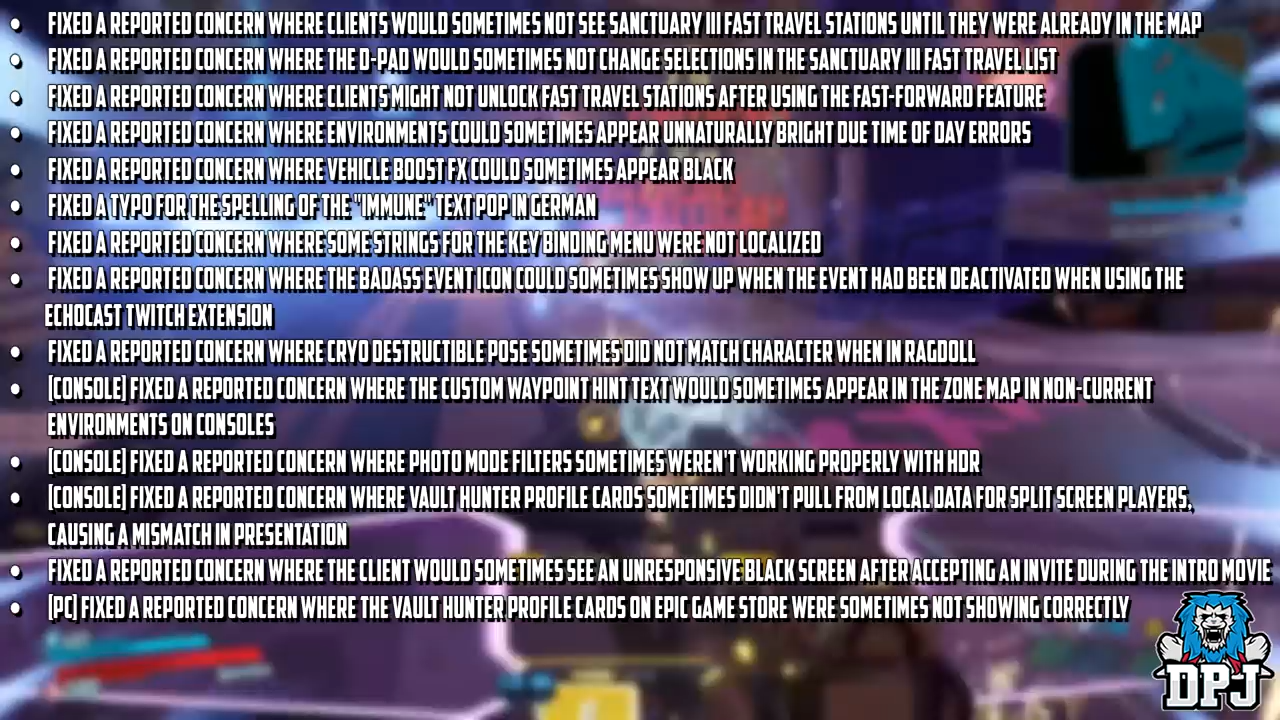 • FIXED A REPORTED CONCERN WHERE CLIENTS WOULD SOMETIMES NOT SEE SANCTUARY III FAST TRAVEL STATIONS UNTIL THEY WERE ALREADY IN THE MAP
• FIXED A REPORTED CONCERN WHERE THE D-PAD WOULD SOMETIMES NOT CHANGE SELECTIONS IN THE SANCTUARY III FAST TRAVEL LIST
• FIXED A REPORTED CONCERN WHERE CLIENTS MIGHT NOT UNLOCK FAST TRAVEL STATIONS AFTER USING THE FAST-FORWARD FEATURE
• FIXED A REPORTED CONCERN WHERE ENVIRONMENTS COULD SOMETIMES APPEAR UNNATURALLY BRIGHT DUE TIME OF DAY ERRORS
• FIXED A REPORTED CONCERN WHERE VEHICLE BOOST FX COULD SOMETIMES APPEAR BLACK
• FIXED A TYPO FOR THE SPELLING OF THE "IMMUNE" TEXT POP IN GERMAN
• FIXED A REPORTED CONCERN WHERE SOME STRINGS FOR THE KEY BINDING MENU WERE NOT LOCALIZED
• FIXED A REPORTED CONCERN WHERE THE BADASS EVENT ICON COULD SOMETIMES SHOW UP WHEN THE EVENT HAD BEEN DEACTIVATED WHEN USING THE
ECHOCAST TWITCH EXTENSION
• FIXED A REPORTED CONCERN WHERE CRYO DESTRUCTIBLE POSE SOMETIMES DID NOT MATCH CHARACTER WHEN IN RAGDOLL
• [CONSOLE] FIXED A REPORTED CONCERN WHERE THE CUSTOM WAYPOINT HINT TEXT WOULD SOMETIMES APPEAR IN THE ZONE MAP IN NON-CURRENT
ENVIRONMENTS ON CONSOLES
• [CONSOLE] FIXED A REPORTED CONCERN WHERE PHOTO MODE FILTERS SOMETIMES WEREN'T WORKING PROPERLY WITH HDR
• [CONSOLE] FIXED A REPORTED CONCERN WHERE VAULT HUNTER PROFILE CARDS SOMETIMES DIDN'T PULL FROM LOCAL DATA FOR SPLIT SCREEN PLAYERS,
CAUSING A MISMATCH IN PRESENTATION
• FIXED A REPORTED CONCERN WHERE THE CLIENT WOULD SOMETIMES SEE AN UNRESPONSIVE BLACK SCREEN AFTER ACCEPTING AN INVITE DURING THE INTRO MOVIE
• [PC] FIXED A REPORTED CONCERN WHERE THE VAULT HUNTER PROFILE CARDS ON EPIC GAME STORE WERE SOMETIMES NOT SHOWING CORRECTLY
DPJ